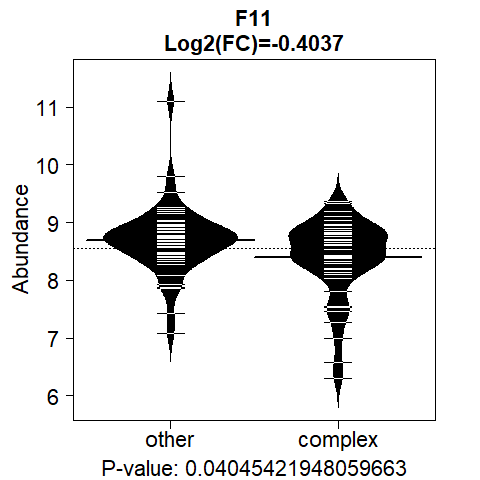 F11
Log2(FC)=-0.4037
Abundance
11
10
9
8
7
6
other complex
P-value: 0.04045421948059663